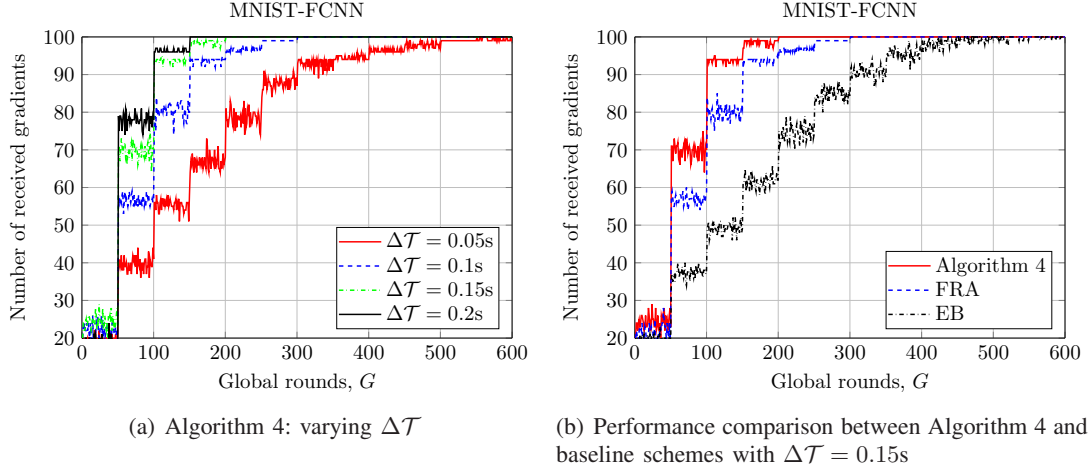 MNIST-FCNN
Number of received gradients
100
90
80
70
60
50
40
30
20
0
100
200
300
400
500
600
Global rounds, G
Δ𝒯 = 0.05s
Δ𝒯 = 0.1s
Δ𝒯 = 0.15s
Δ𝒯 = 0.2s
(a) Algorithm 4: varying Δ𝒯
MNIST-FCNN
Number of received gradients
100
90
80
70
60
50
40
30
20
0
100
200
300
400
500
600
Global rounds, G
Algorithm 4
FRA
EB
(b) Performance comparison between Algorithm 4 and
baseline schemes with Δ𝒯 = 0.15s